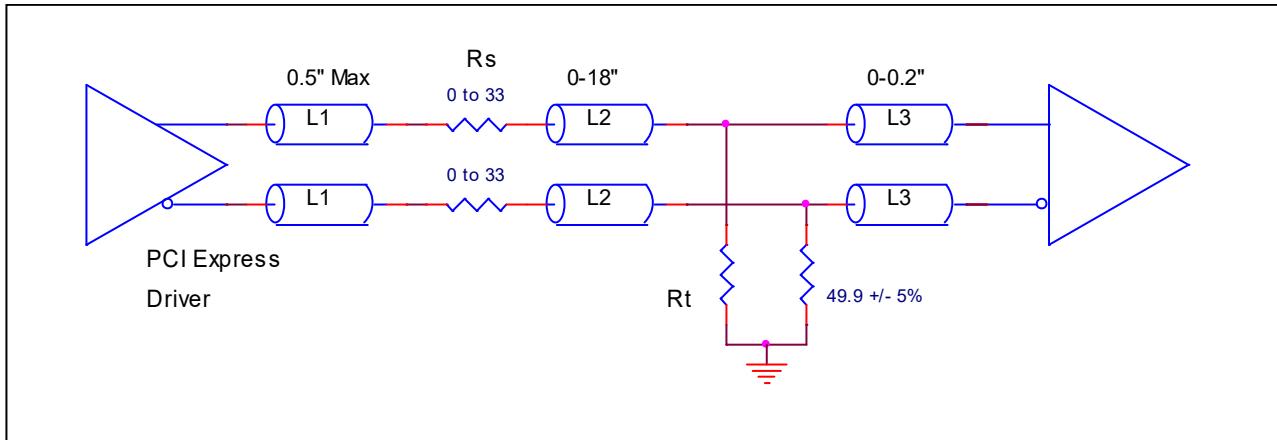 Rs
0.5" Max
0-18"
0-0.2"
0 to 33
L1
L2
L3
0 to 33
L1
L2
L3
PCI Express
Driver
Rt
49.9 +/- 5%